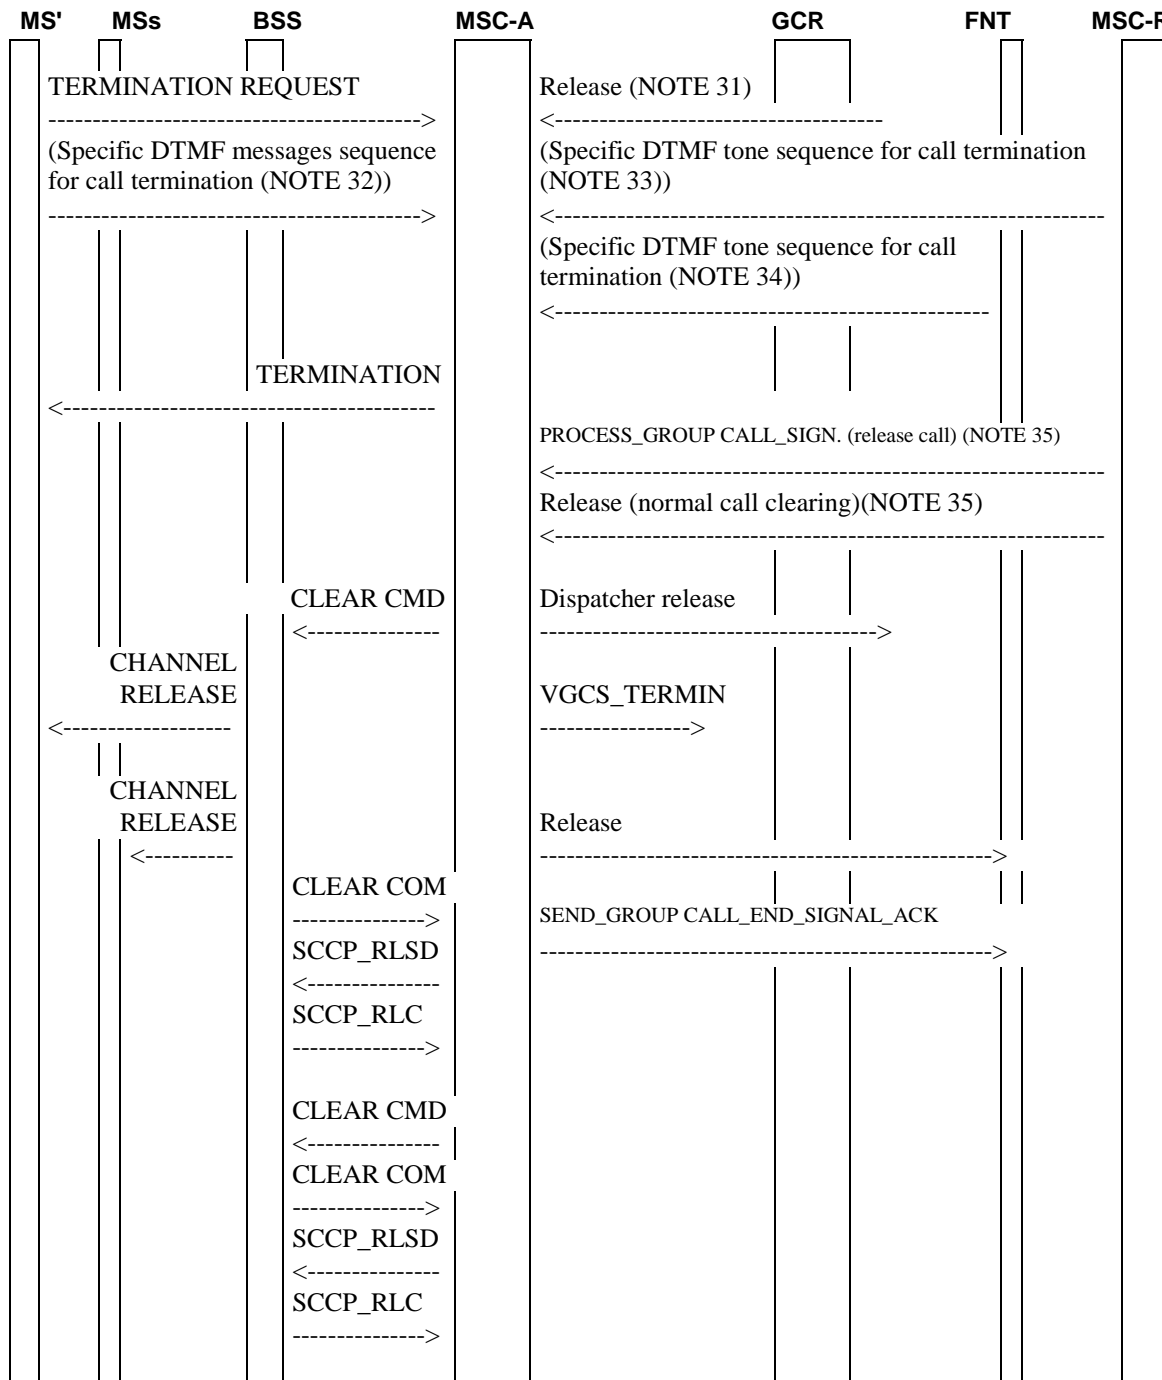 MS' MSs BSS MSC-A GCR FNT MSC-R
TERMINATION REQUEST
Release (NOTE 31)
(Specific DTMF messages sequence
for call termination (NOTE 32))
(Specific DTMF tone sequence for call termination
(NOTE 33))
(Specific DTMF tone sequence for call
termination (NOTE 34))
TERMINATION
PROCESS_GROUP CALL_SIGN. (release call) (NOTE 35)
Release (normal call clearing)(NOTE 35)
CLEAR CMD
Dispatcher release
CHANNEL
RELEASE
VGCS_TERMIN
CHANNEL
RELEASE
Release
CLEAR COM
SEND_GROUP CALL_END_SIGNAL_ACK
SCCP_RLSD
SCCP_RLC
CLEAR CMD
CLEAR COM
SCCP_RLSD
SCCP_RLC